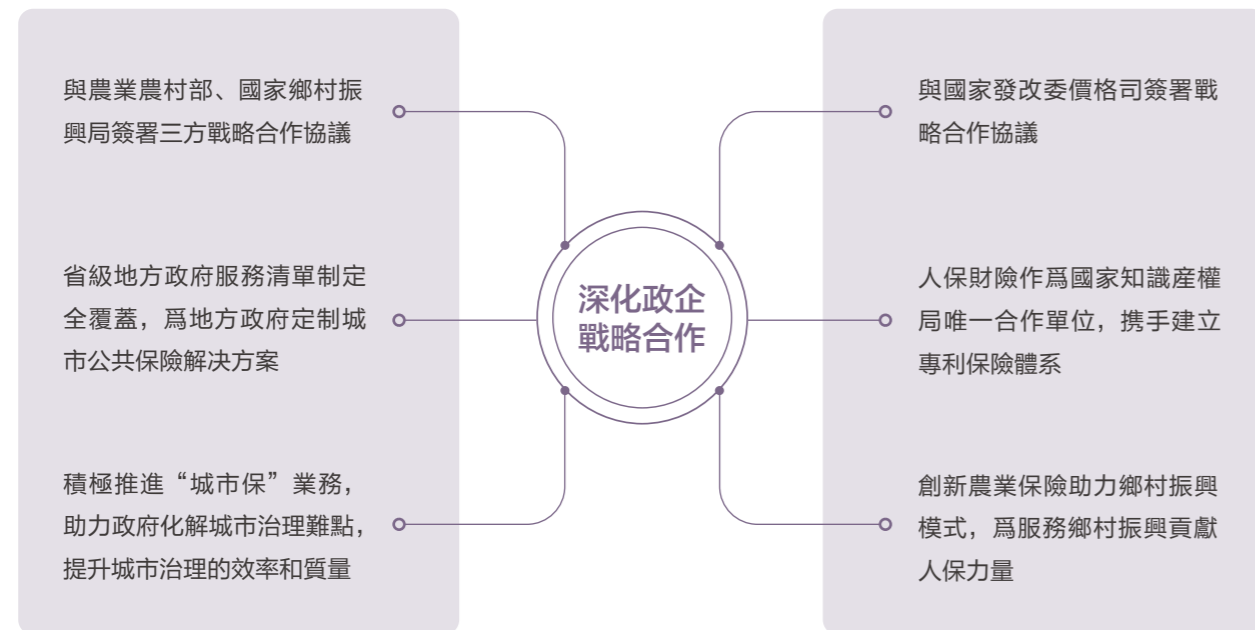 與農業農村部、國家鄉村振
興局簽署三方戰略合作協議
省級地方政府服務清單制定
全覆蓋，爲地方政府定制城
市公共保險解决方案
積極推進“城市保”業務，
助力政府化解城市治理難點，
提升城市治理的效率和質量
深化政企
戰略合作
與國家發改委價格司簽署戰
略合作協議
人保財險作爲國家知識産權
局唯一合作單位，携手建立
專利保險體系
創新農業保險助力鄉村振興
模式，爲服務鄉村振興貢獻
人保力量